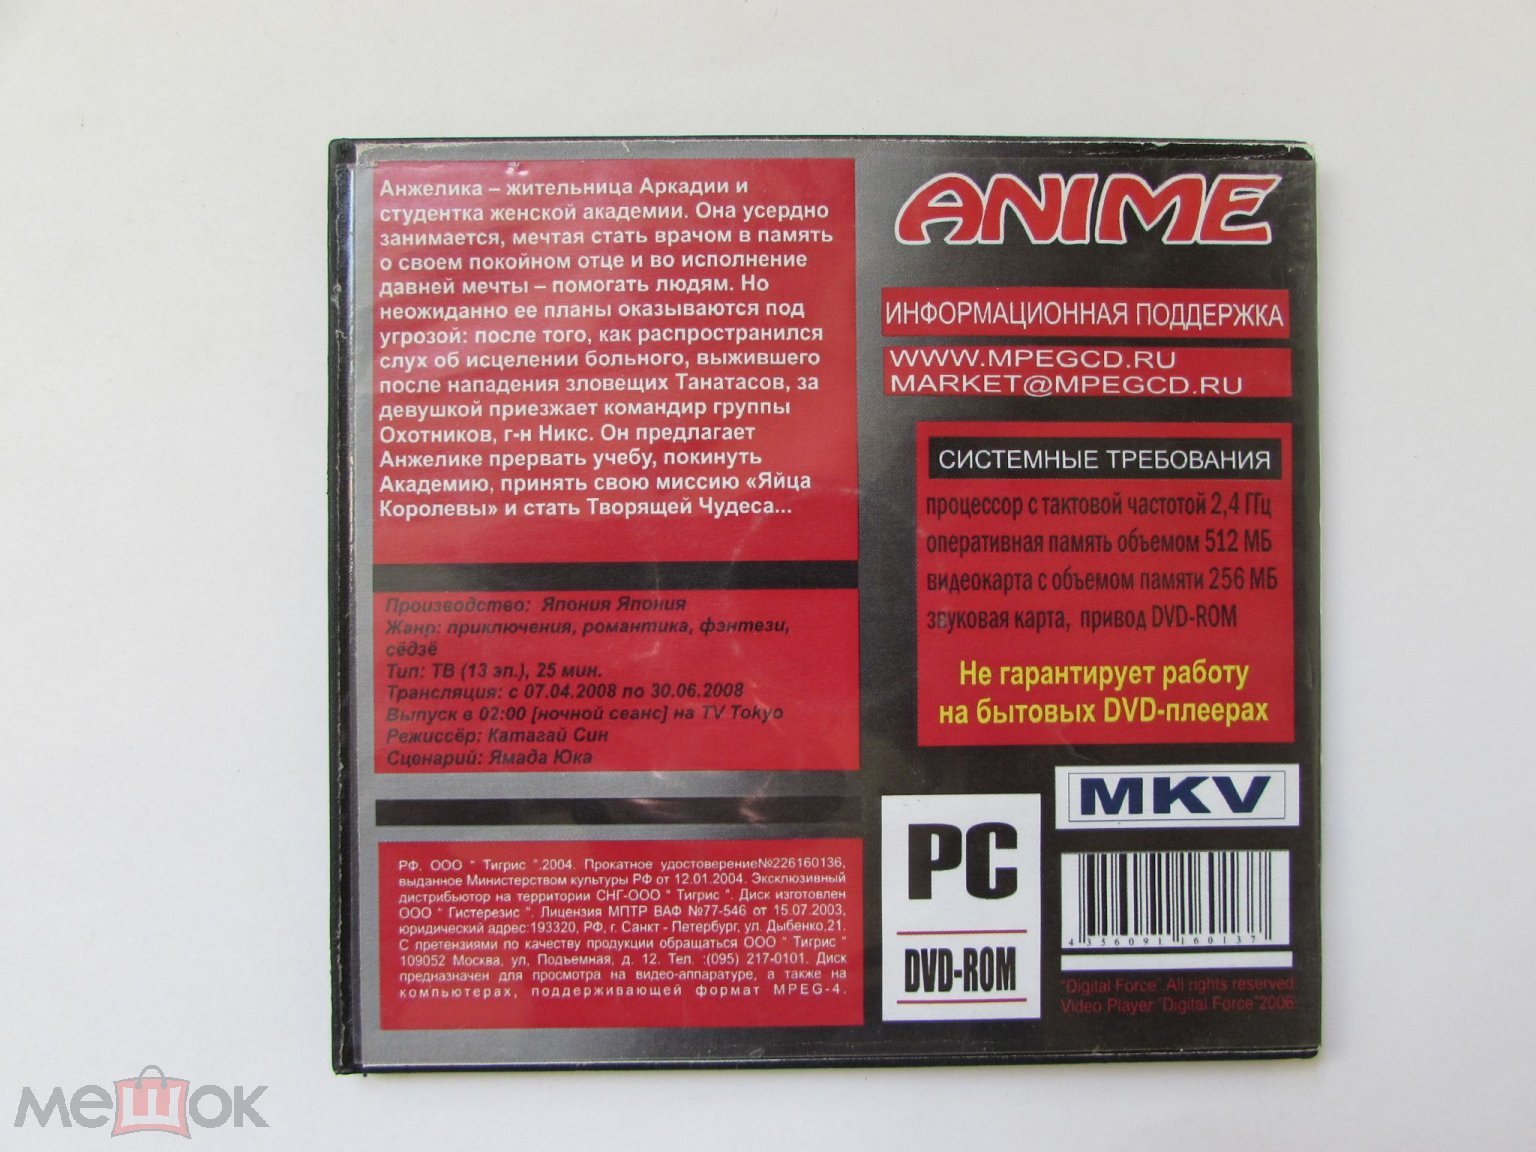 Анжелика – жительница Аркадии и
студентка женской академии. Она усердно
занимается, мечтая стать врачом в память
о своем покойном отце и во исполнение
давней мечты – помогать людям. Но
неожиданно ее планы оказываются под
угрозой: после того, как распространился
слух об исцелении больного, выжившего
после нападения зловещих Танатасов, за
девушкой приезжает командир группы
Охотников, г-н Никс. Он предлагает
Анжелике прервать учебу, покинуть
Академию, принять свою миссию «Яйца
Королевы» и стать Творящей Чудеса...
Производство: Япония Япония
Жанр: приключения, романтика, фэнтези,
сёдзё
Тип: ТВ (13 эп.), 25 мин.
Трансляция: с 07.04.2008 по 30.06.2008
Выпуск в 02:00 [ночной сеанс] на TV Tokyo
Режиссёр: Катагай Син
Сценарий: Ямада Юка
РФ. ООО " Тигрис ".2004. Прокатное удостоверение№226160136,
выданное Министерством культуры РФ от 12.01.2004. Эксклюзивный
дистрибьютор на территории СНГ-ООО " Тигрис ". Диск изготовлен
ООО " Гистерезис ". Лицензия МПТР ВАФ №77-546 от 15.07.2003,
юридический адрес:193320, РФ, г. Санкт - Петербург, ул. Дыбенко,21.
С претензиями по качеству продукции обращаться ООО " Тигрис "
109052 Москва, ул, Подъемная, д. 12. Тел. :(095) 217-0101. Диск
предназначен для просмотра на видео-аппаратуре, а также на
компьютерах, поддерживающей формат MPEG-4.
ANIME
ИНФОРМАЦИОННАЯ ПОДДЕРЖКА
WWW.MPEGCD.RU
MARKET@MPEGCD.RU
СИСТЕМНЫЕ ТРЕБОВАНИЯ
процессор с тактовой частотой 2,4 ГГц
оперативная память объемом 512 МБ
видеокарта с объемом памяти 256 МБ
звуковая карта, привод DVD-ROM
Не гарантирует работу
на бытовых DVD-плеерах
MKV
PC
DVD-ROM
4 356091 160137
"Digital Force". All rights reserved.
Video Player."Digital Force"2006
мешок